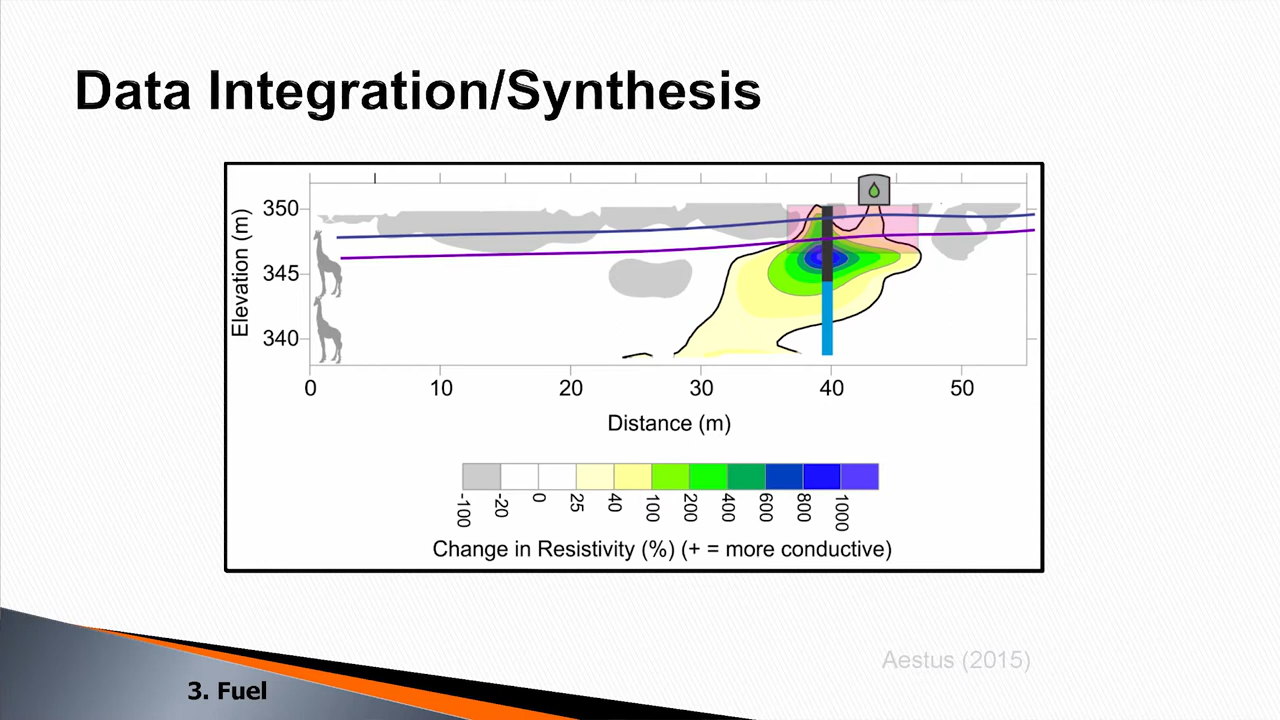 Data Integration/Synthesis
Elevation (m)
350
345
340
0 10 20 30 40 50
Distance (m)
-100 -20 0 25 40 100 200 400 600 800 1000
Change in Resistivity (%) (+ = more conductive)
Aestus (2015)
3. Fuel